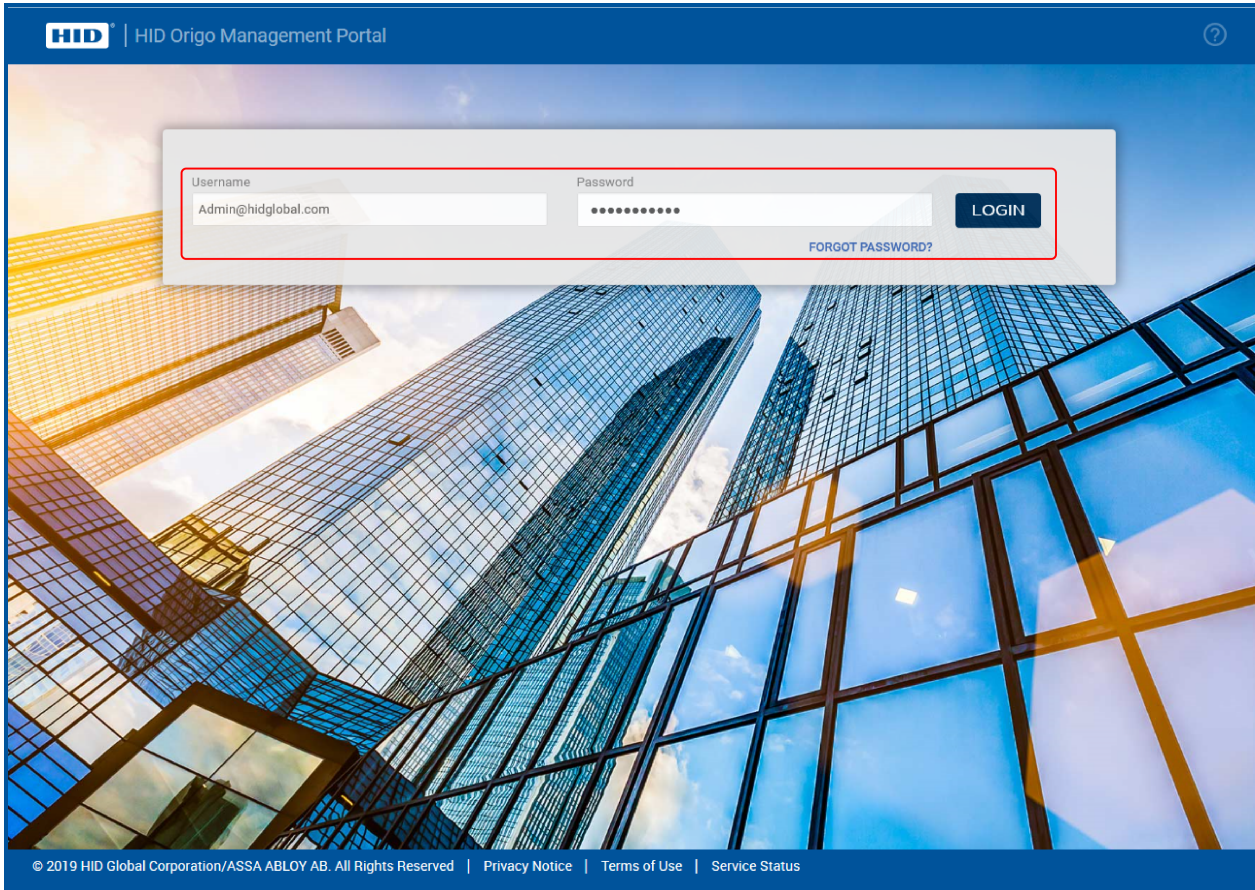 HID | HID Origo Management Portal ?
Username Password
Admin@hidglobal.com ●●●●●●●●●●● LOGIN
FORGOT PASSWORD?
© 2019 HID Global Corporation/ASSA ABLOY AB. All Rights Reserved | Privacy Notice | Terms of Use | Service Status